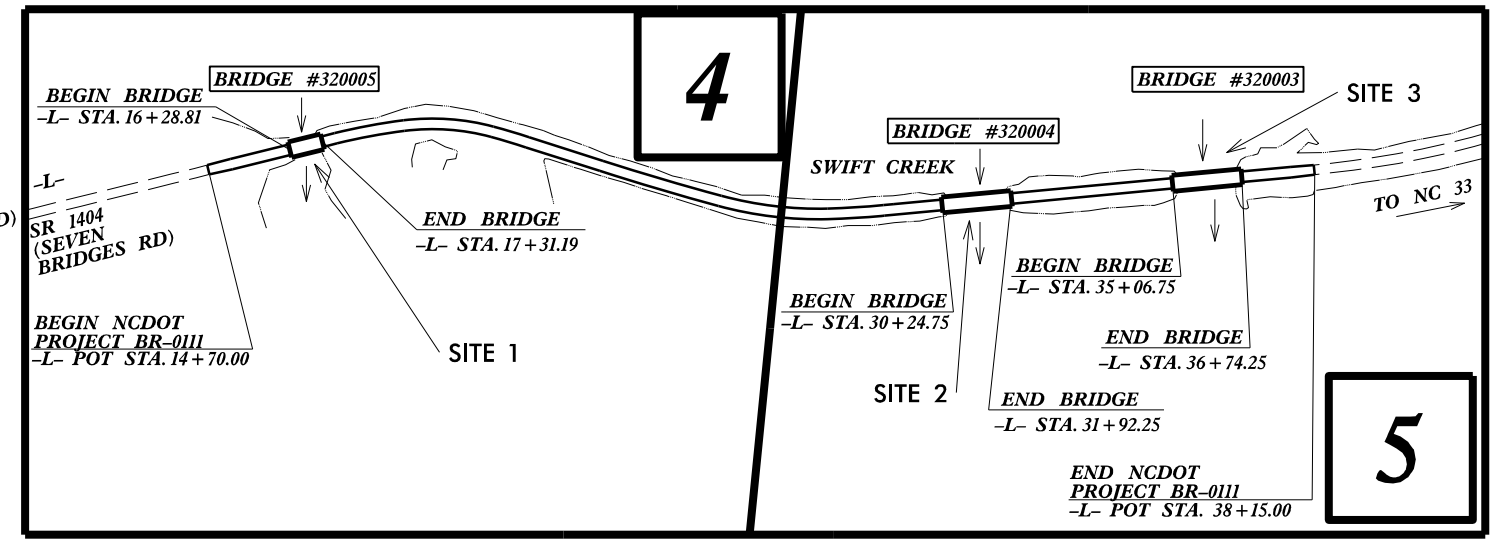 BRIDGE #320005
BEGIN BRIDGE
-L- STA. 16+28.81
4
BRIDGE #320003
SITE 3
BRIDGE #320004
SWIFT CREEK
-L-
D)
SR 1404
(SEVEN
BRIDGES RD)
END BRIDGE
-L- STA. 17+31.19
TO NC 33
BEGIN BRIDGE
-L- STA. 35+06.75
BEGIN BRIDGE
-L- STA. 30+24.75
BEGIN NCDOT
PROJECT BR-0111
-L- POT STA. 14+70.00
SITE 1
END BRIDGE
-L- STA. 36+74.25
SITE 2
END BRIDGE
-L- STA. 31+92.25
5
END NCDOT
PROJECT BR-0111
-L- POT STA. 38+15.00